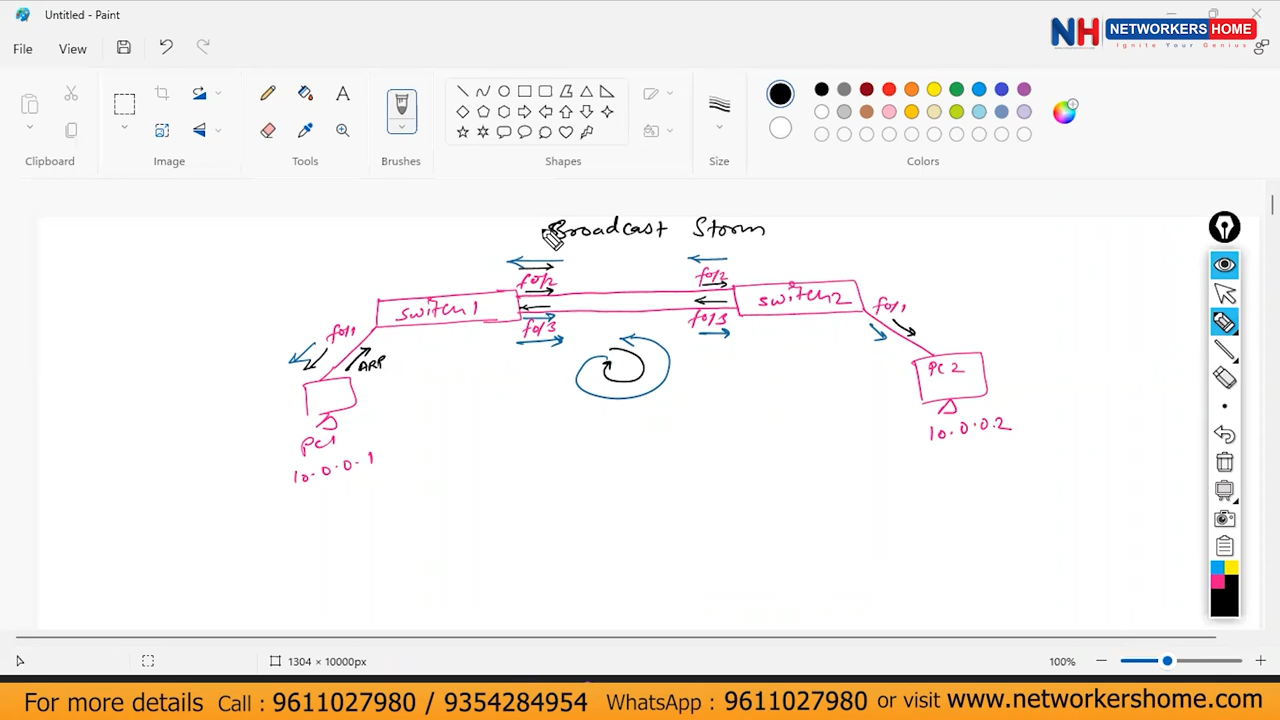 Untitled - Paint
NH NETWORKERS HOME
Ignite Your Genius
File View
Clipboard Image Tools Brushes Shapes Size Colors
Broadcast Storm
fo/2 fo/2
switch1 switch2
fo/1 fo/3 fo/3 fo/1
ARP
PC1 PC2
10.0.0.1 10.0.0.2
1304 × 10000px 100%
For more details Call : 9611027980 / 9354284954 WhatsApp : 9611027980 or visit www.networkershome.com